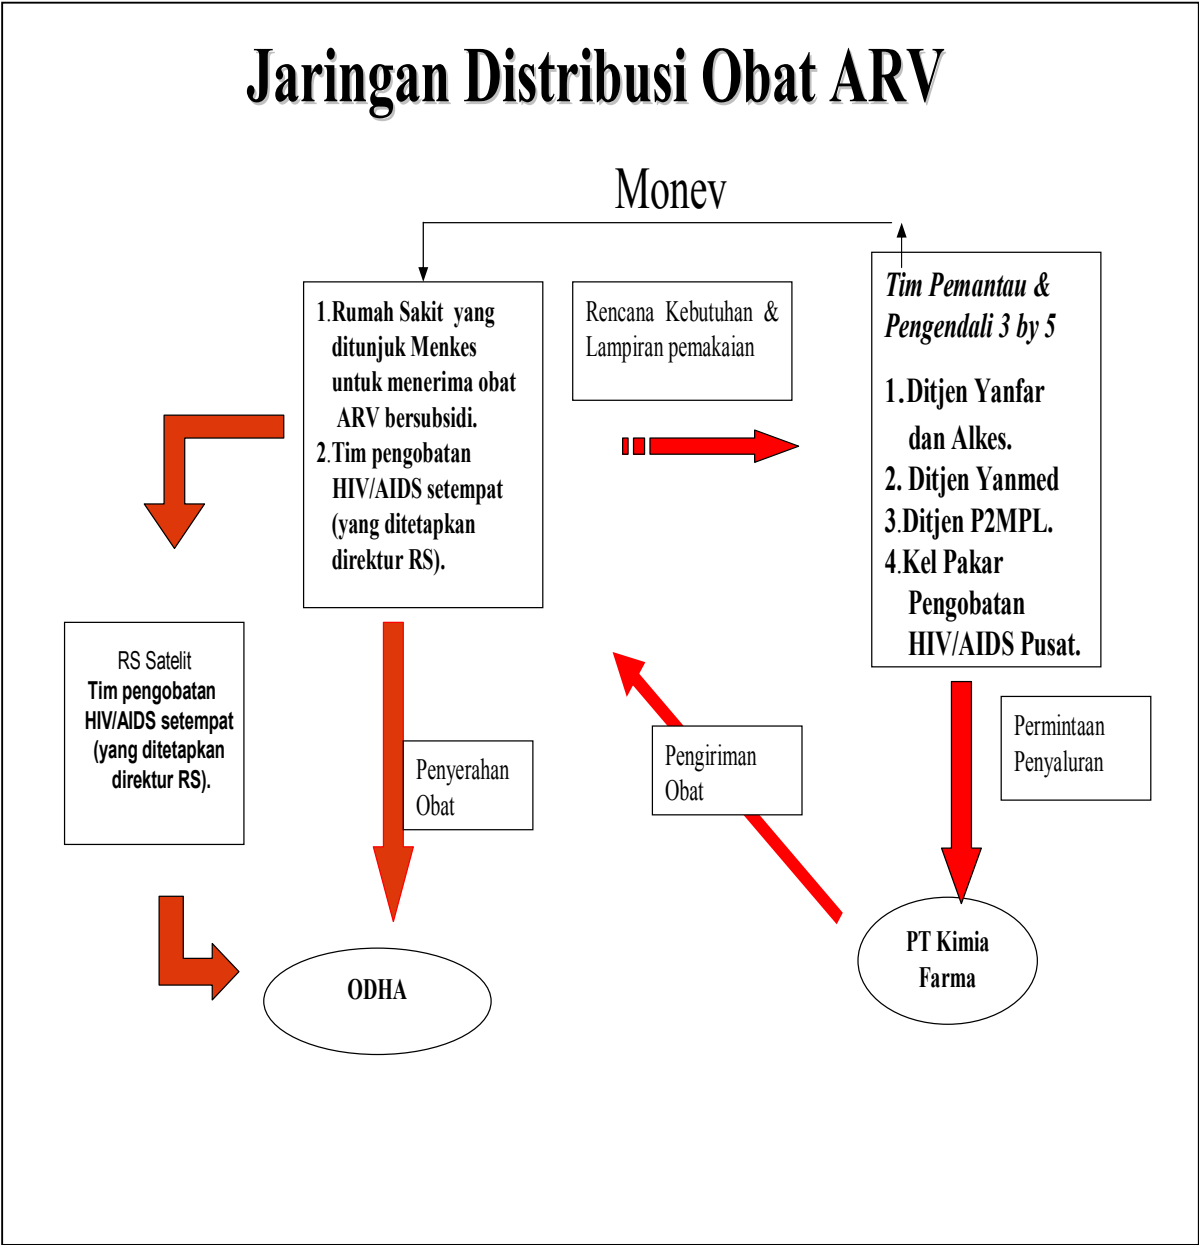 Jaringan Distribusi Obat ARV
Monev
1.Rumah Sakit yang
ditunjuk Menkes
untuk menerima obat
ARV bersubsidi.
2.Tim pengobatan
HIV/AIDS setempat
(yang ditetapkan
direktur RS).
Rencana Kebutuhan &
Lampiran pemakaian
Tim Pemantau &
Pengendali 3 by 5
1.Ditjen Yanfar
dan Alkes.
2. Ditjen Yanmed
3.Ditjen P2MPL.
4.Kel Pakar
Pengobatan
HIV/AIDS Pusat.
RS Satelit
Tim pengobatan
HIV/AIDS setempat
(yang ditetapkan
direktur RS).
Penyerahan
Obat
Pengiriman
Obat
Permintaan
Penyaluran
ODHA
PT Kimia
Farma